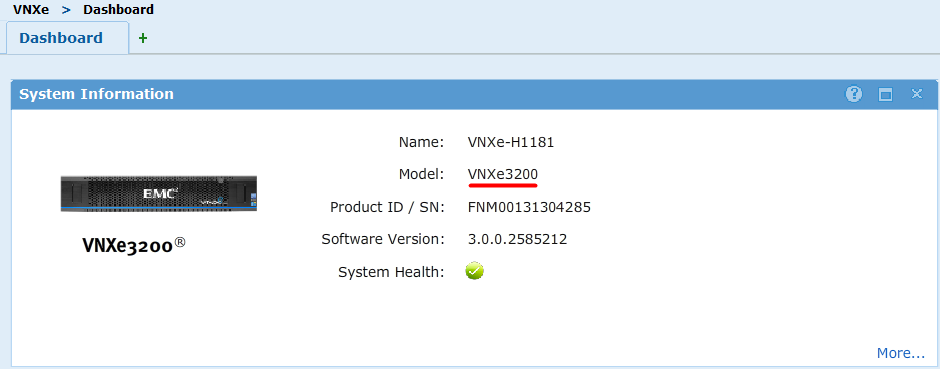 VNXe > Dashboard
Dashboard +
System Information ?
Name: VNXe-H1181
Model: VNXe3200
EMC²
Product ID / SN: FNM00131304285
VNXe3200®
Software Version: 3.0.0.2585212
System Health:
More...